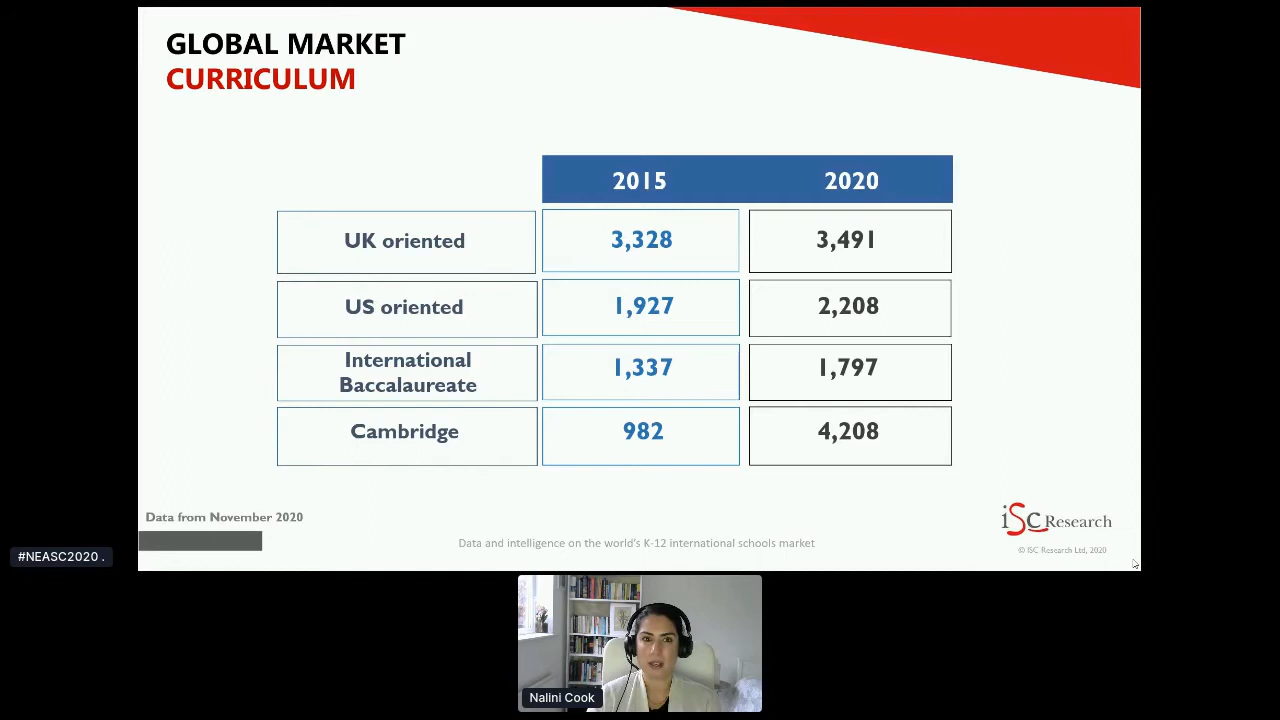 GLOBAL MARKET
CURRICULUM
2015 2020
UK oriented 3,328 3,491
US oriented 1,927 2,208
International
Baccalaureate 1,337 1,797
Cambridge 982 4,208
Data from November 2020
iSC Research
Data and intelligence on the world's K-12 international schools market
© ISC Research Ltd, 2020
#NEASC2020 .
Nalini Cook